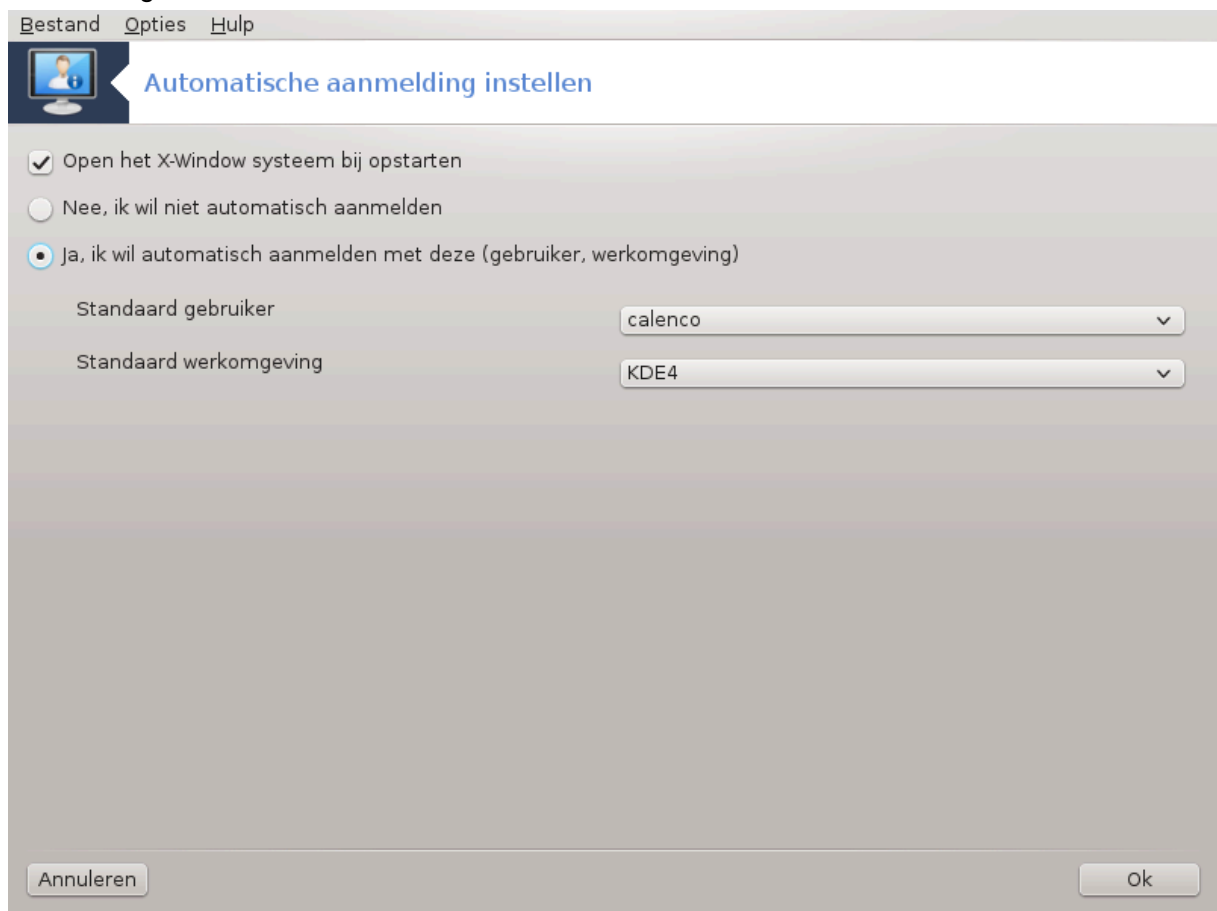 Bestand Opties Hulp
Automatische aanmelding instellen
Open het X-Window systeem bij opstarten
Nee, ik wil niet automatisch aanmelden
Ja, ik wil automatisch aanmelden met deze (gebruiker, werkomgeving)
Standaard gebruiker
calenco
Standaard werkomgeving
KDE4
Annuleren
Ok